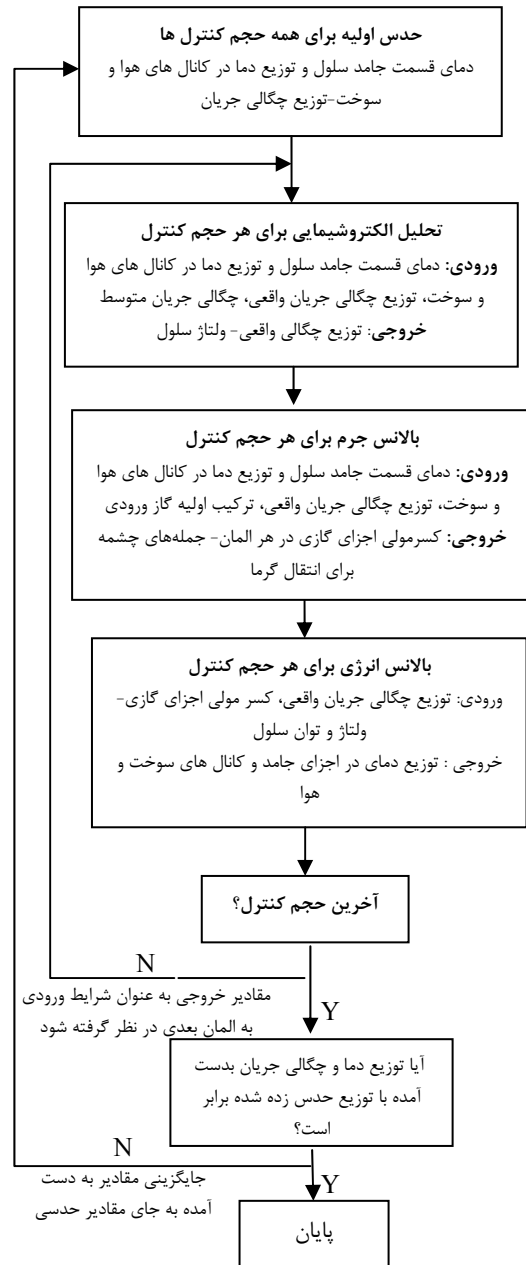 حدس اولیه برای همه حجم کنترل ها
دمای قسمت جامد سلول و توزیع دما در کانال های هوا و
سوخت-توزیع چگالی جریان
تحلیل الکتروشیمایی برای هر حجم کنترل
ورودی: دمای قسمت جامد سلول و توزیع دما در کانال های هوا
و سوخت، توزیع چگالی جریان واقعی، چگالی جریان متوسط
خروجی: توزیع چگالی واقعی- ولتاژ سلول
بالانس جرم برای هر حجم کنترل
ورودی: دمای قسمت جامد سلول و توزیع دما در کانال های هوا
و سوخت، توزیع چگالی جریان واقعی، ترکیب اولیه گاز ورودی
خروجی: کسرمولی اجزای گازی در هر المان- جمله‌های چشمه
برای انتقال گرما
بالانس انرژی برای هر حجم کنترل
ورودی: توزیع چگالی جریان واقعی، کسر مولی اجزای گازی-
ولتاژ و توان سلول
خروجی : توزیع دمای در اجزای جامد و کانال های سوخت و
هوا
آخرین حجم کنترل؟
N
مقادیر خروجی به عنوان شرایط ورودی
به المان بعدی در نظر گرفته شود
Y
آیا توزیع دما و چگالی جریان بدست
آمده با توزیع حدس زده شده برابر
است؟
N
جایگزینی مقادیر به دست
آمده به جای مقادیر حدسی
Y
پایان